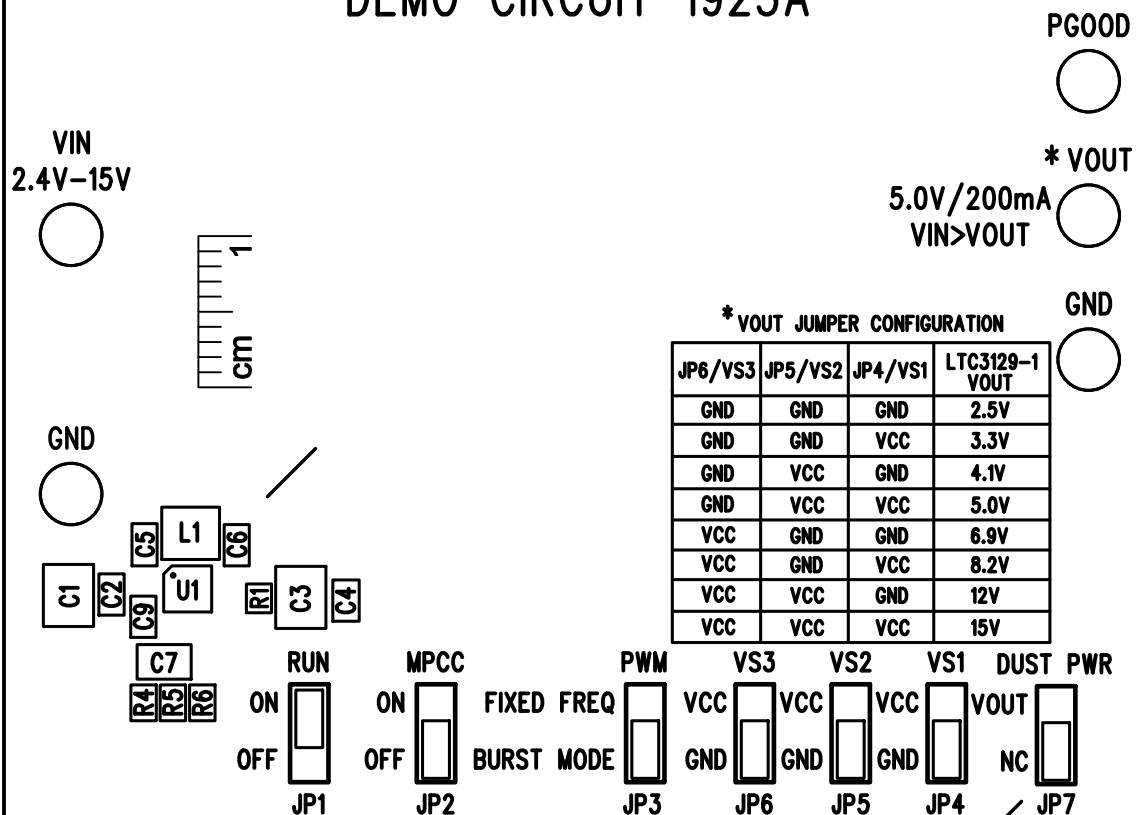 DEMO CIRCUIT 1925A
PGOOD
VIN
2.4V-15V
* VOUT
5.0V/200mA
VIN>VOUT
1
cm
GND
GND
* VOUT JUMPER CONFIGURATION
JP6/VS3 JP5/VS2 JP4/VS1 LTC3129-1 VOUT
GND GND GND 2.5V
GND GND VCC 3.3V
GND VCC GND 4.1V
GND VCC VCC 5.0V
VCC GND GND 6.9V
VCC GND VCC 8.2V
VCC VCC GND 12V
VCC VCC VCC 15V
C5 L1 C6
C1 C2 C9 U1 R1 C3 C4
C7
R4 R5 R6
RUN MPCC PWM VS3 VS2 VS1 DUST PWR
ON ON FIXED FREQ VCC VCC VCC VOUT
OFF OFF BURST MODE GND GND GND NC
JP1 JP2 JP3 JP6 JP5 JP4 JP7